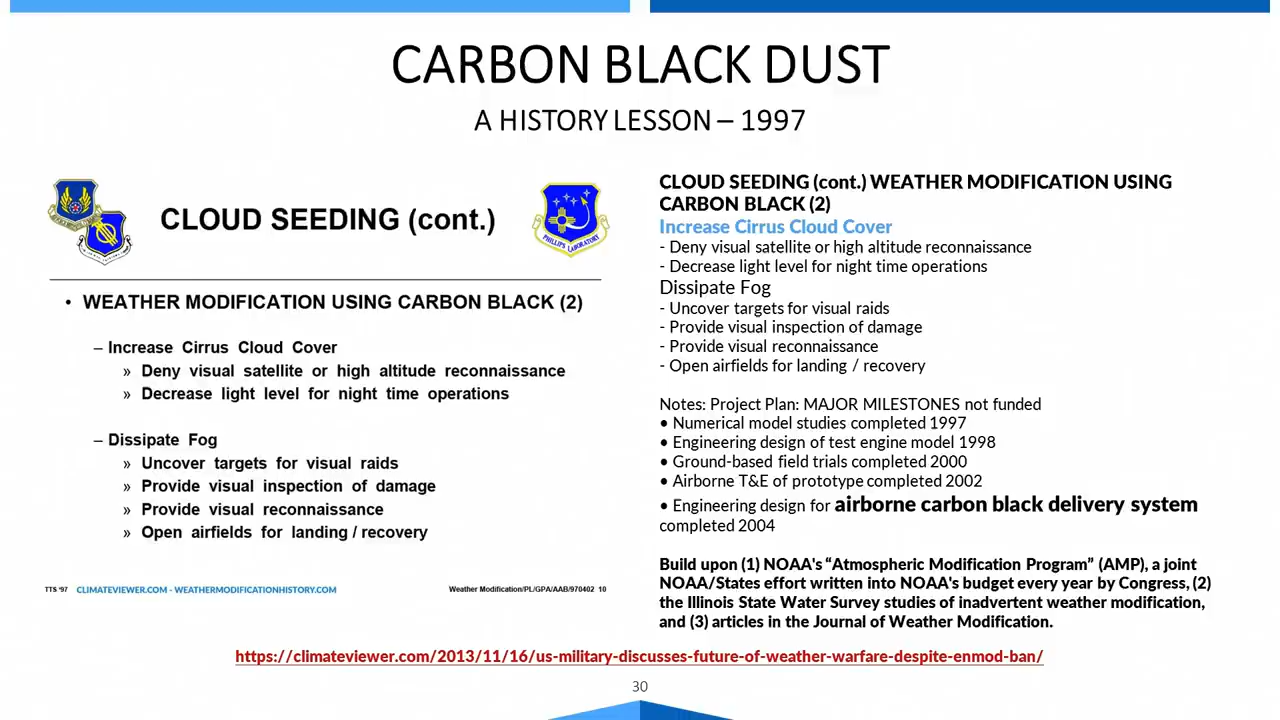 CARBON BLACK DUST
A HISTORY LESSON – 1997
CLOUD SEEDING (cont.)
PHILLIPS LABORATORY
• WEATHER MODIFICATION USING CARBON BLACK (2)
– Increase Cirrus Cloud Cover
» Deny visual satellite or high altitude reconnaissance
» Decrease light level for night time operations
– Dissipate Fog
» Uncover targets for visual raids
» Provide visual inspection of damage
» Provide visual reconnaissance
» Open airfields for landing / recovery
TTS '97 CLIMATEVIEWER.COM - WEATHERMODIFICATIONHISTORY.COM Weather Modification/PL/GPA/AAB/970402 10
CLOUD SEEDING (cont.) WEATHER MODIFICATION USING
CARBON BLACK (2)
Increase Cirrus Cloud Cover
- Deny visual satellite or high altitude reconnaissance
- Decrease light level for night time operations
Dissipate Fog
- Uncover targets for visual raids
- Provide visual inspection of damage
- Provide visual reconnaissance
- Open airfields for landing / recovery
Notes: Project Plan: MAJOR MILESTONES not funded
• Numerical model studies completed 1997
• Engineering design of test engine model 1998
• Ground-based field trials completed 2000
• Airborne T&E of prototype completed 2002
• Engineering design for airborne carbon black delivery system
completed 2004
Build upon (1) NOAA's “Atmospheric Modification Program” (AMP), a joint
NOAA/States effort written into NOAA's budget every year by Congress, (2)
the Illinois State Water Survey studies of inadvertent weather modification,
and (3) articles in the Journal of Weather Modification.
https://climateviewer.com/2013/11/16/us-military-discusses-future-of-weather-warfare-despite-enmod-ban/
30